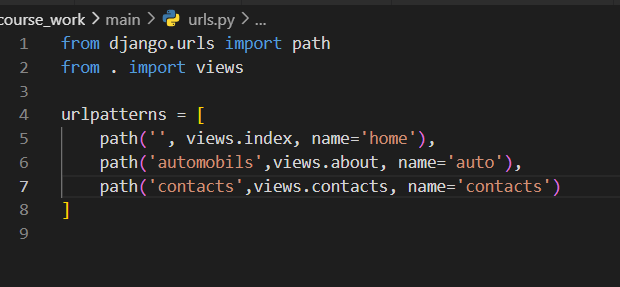 course_work > main > urls.py > ...
1 from django.urls import path
2 from . import views
3
4 urlpatterns = [
5 path('', views.index, name='home'),
6 path('automobils',views.about, name='auto'),
7 path('contacts',views.contacts, name='contacts')
8 ]
9